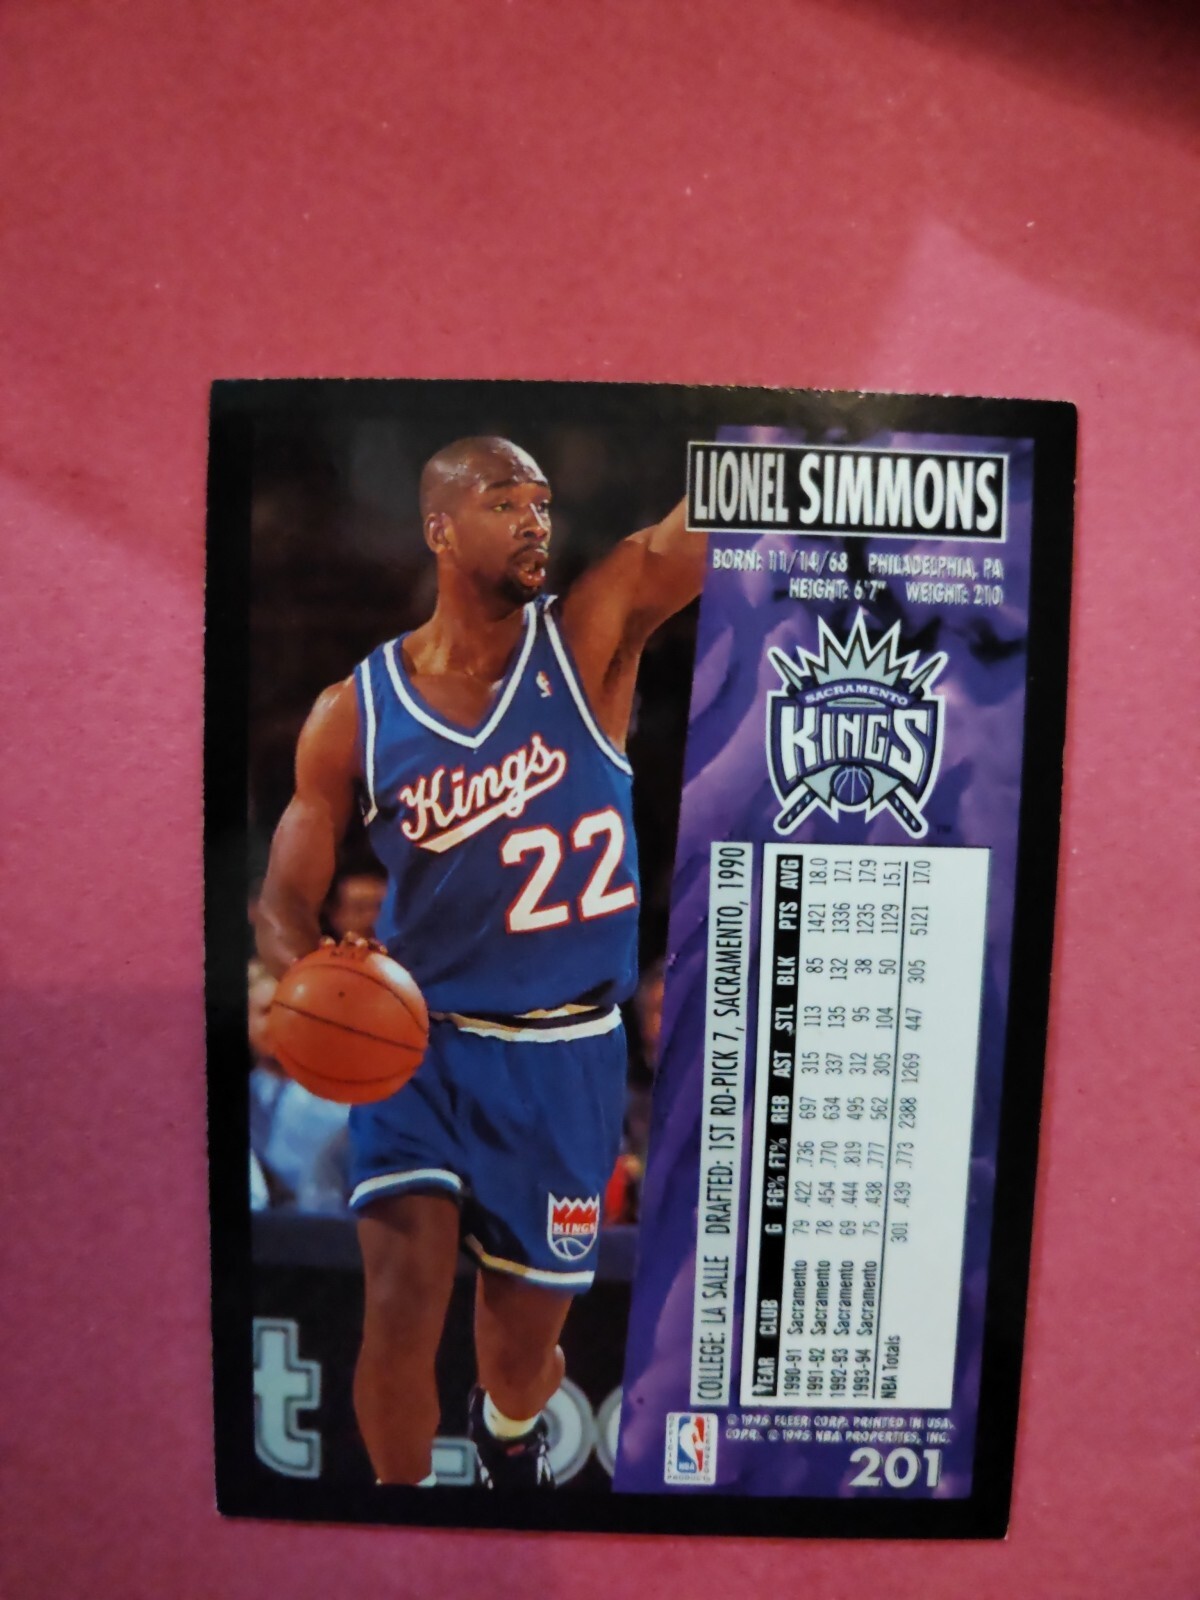 LIONEL SIMMONS
BORN: 11/14/68 PHILADELPHIA, PA
HEIGHT: 6'7" WEIGHT: 210
SACRAMENTO
KINGS
TM
Kings
22
KINGS
COLLEGE: LA SALLE DRAFTED: 1ST RD-PICK 7, SACRAMENTO, 1990
YEAR CLUB G FG% FT% REB AST STL BLK PTS AVG
1990-91 Sacramento 79 .422 .736 697 315 113 85 1421 18.0
1991-92 Sacramento 78 .454 .770 634 337 135 132 1336 17.1
1992-93 Sacramento 69 .444 .819 495 312 95 38 1235 17.9
1993-94 Sacramento 75 .438 .777 562 305 104 50 1129 15.1
NBA Totals 301 .439 .773 2388 1269 447 305 5121 17.0
© 1995 FLEER CORP. PRINTED IN USA.
COPR. © 1995 NBA PROPERTIES, INC.
NBA
201